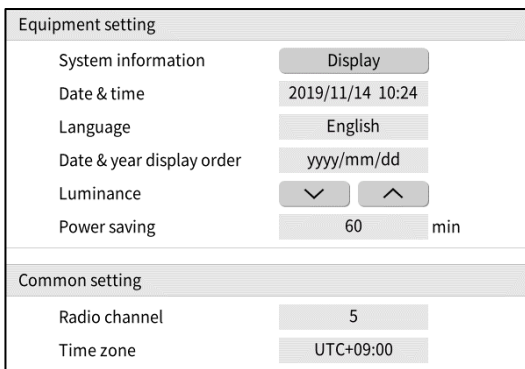 Equipment setting
System information Display
Date & time 2019/11/14 10:24
Language English
Date & year display order yyyy/mm/dd
Luminance
Power saving 60 min
Common setting
Radio channel 5
Time zone UTC+09:00